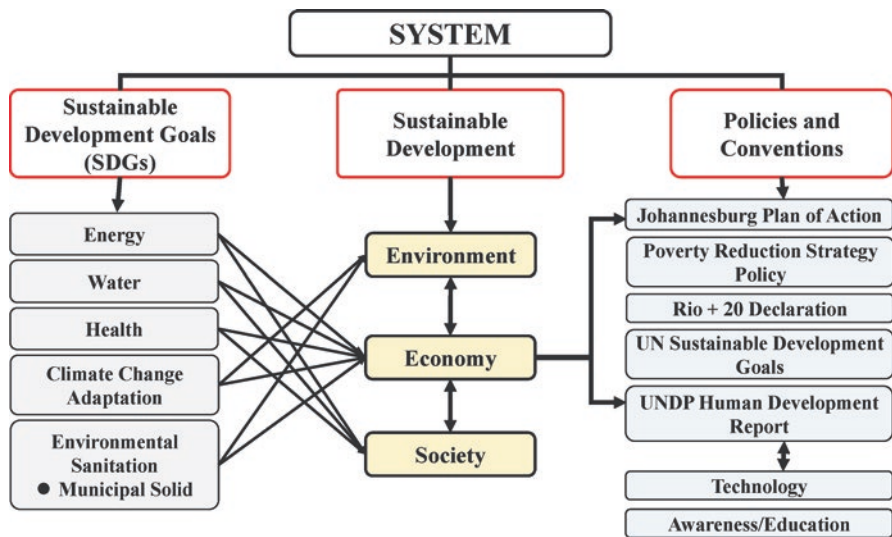 SYSTEM
Sustainable
Development Goals
(SDGs)
Sustainable
Development
Policies and
Conventions
Energy
Water
Health
Climate Change
Adaptation
Environmental
Sanitation
● Municipal Solid
Environment
Economy
Society
Johannesburg Plan of Action
Poverty Reduction Strategy
Policy
Rio + 20 Declaration
UN Sustainable Development
Goals
UNDP Human Development
Report
Technology
Awareness/Education